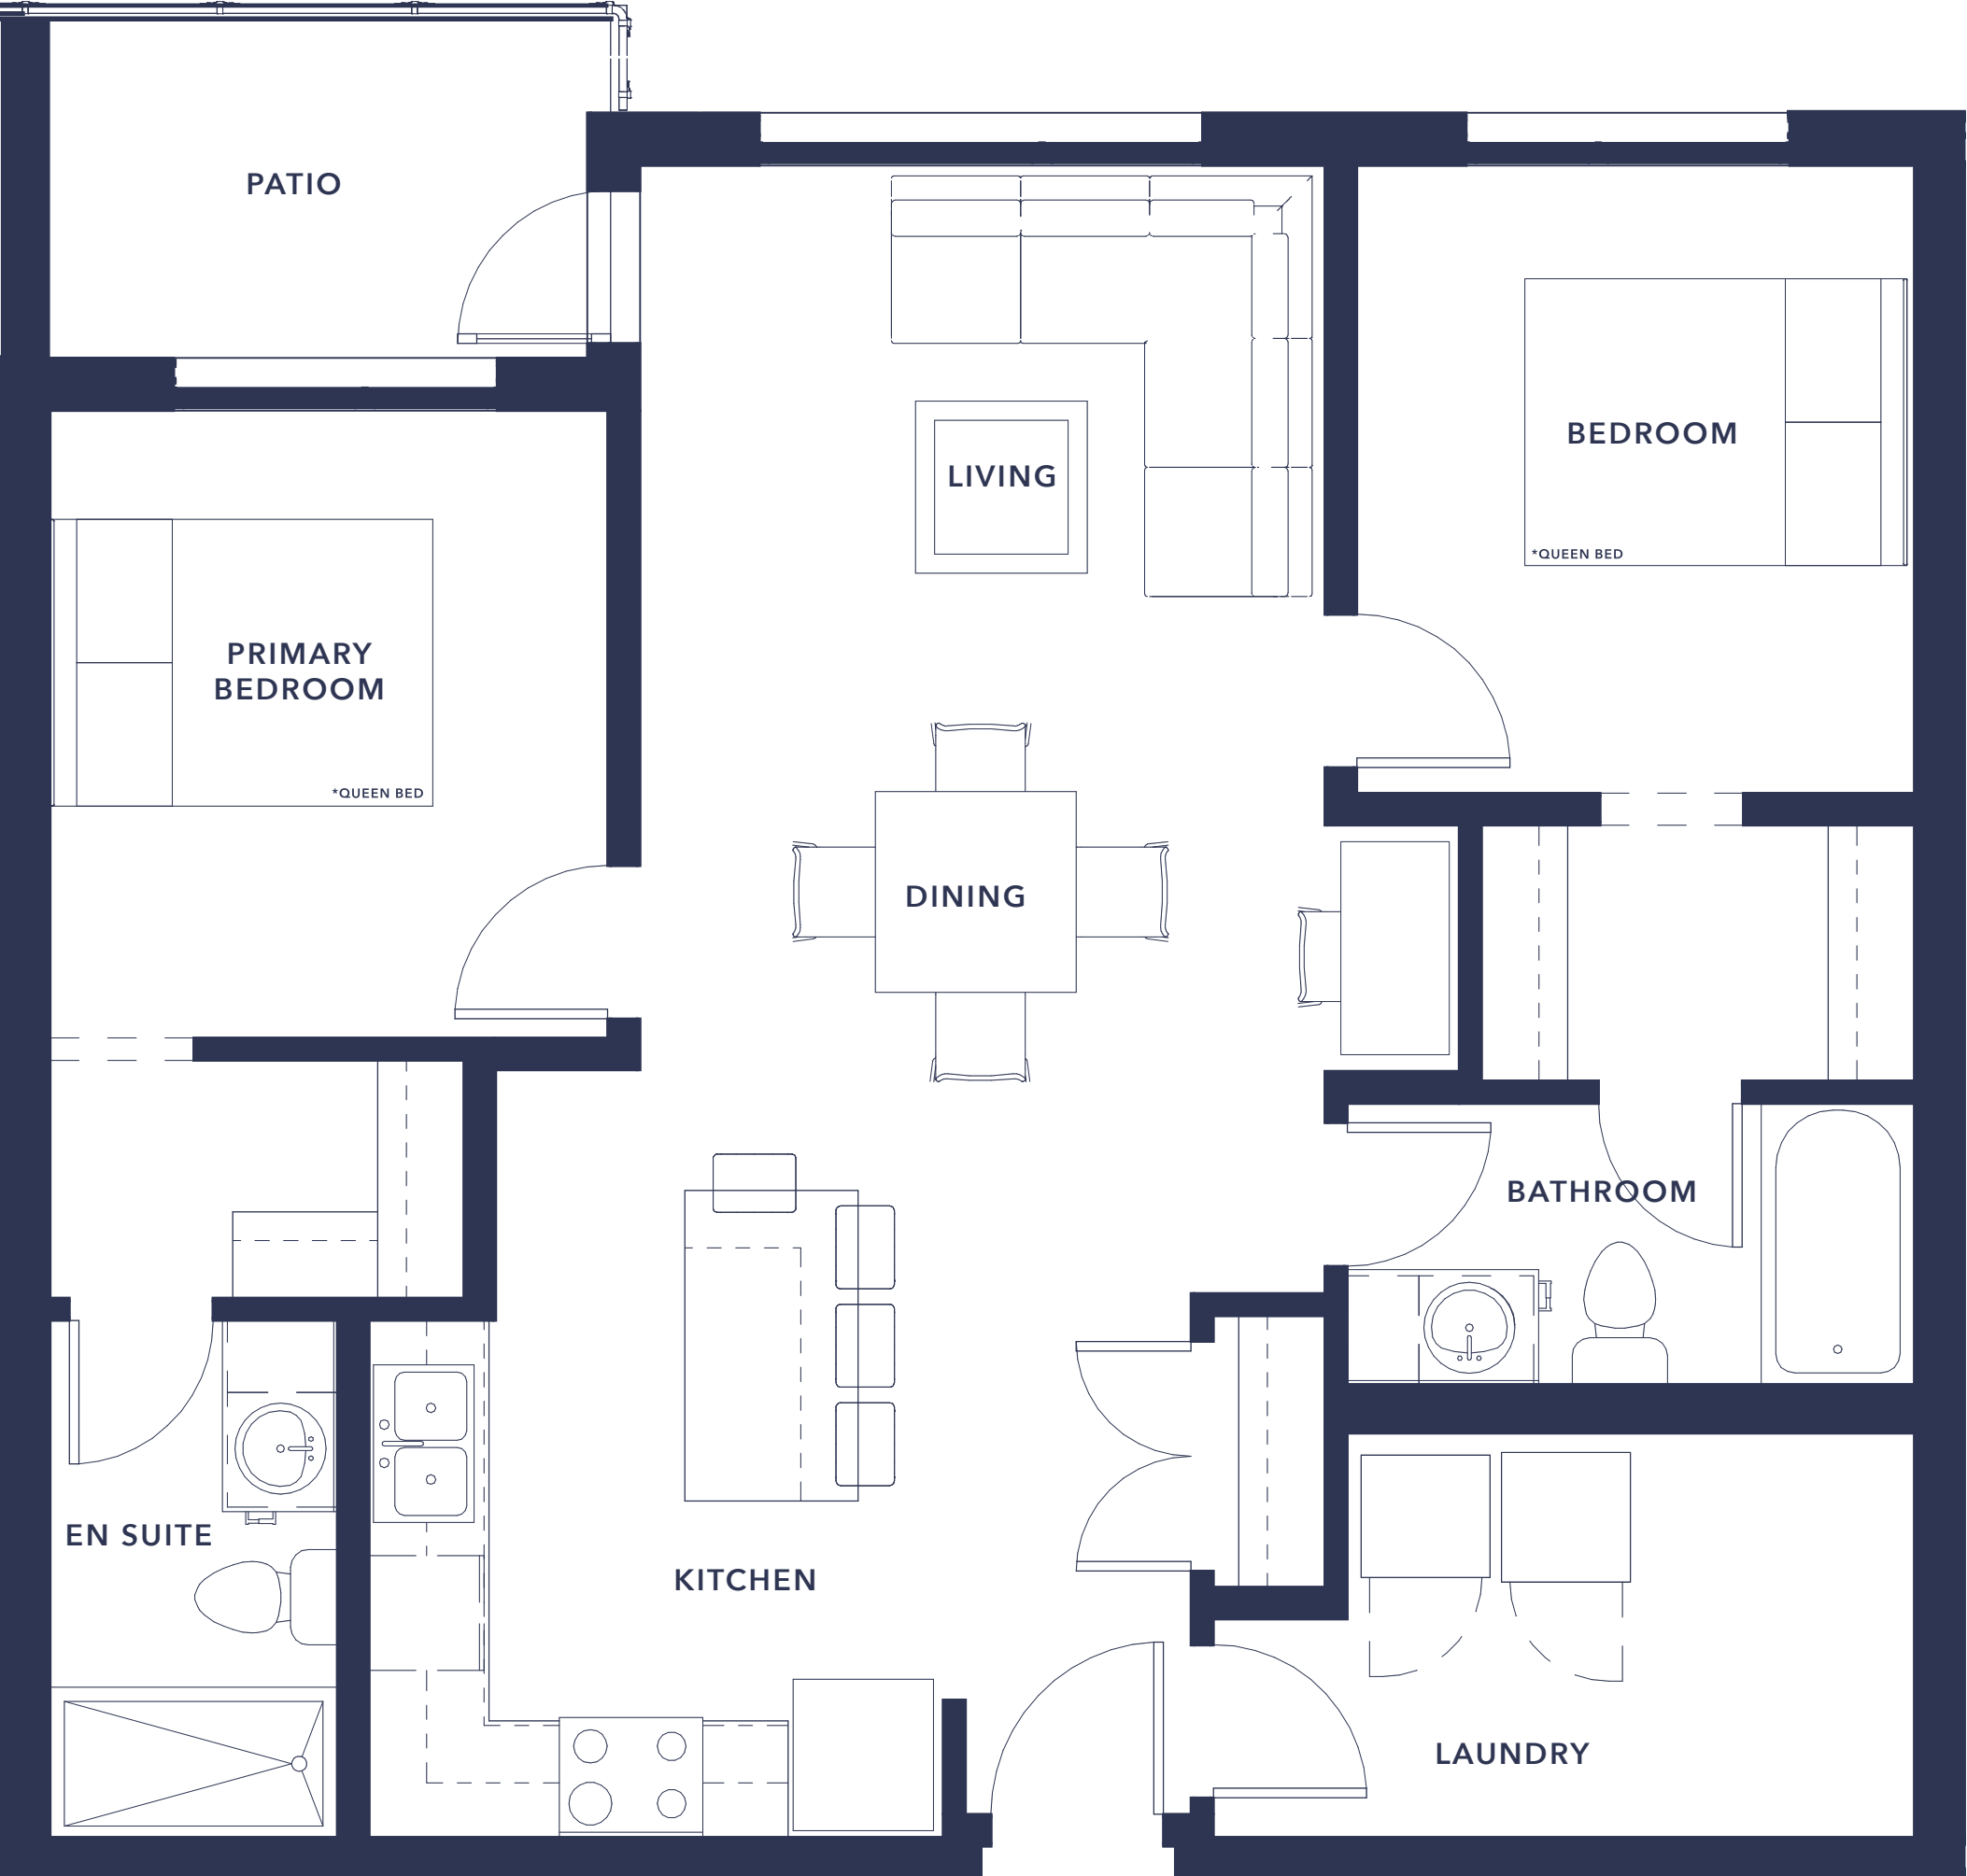 PATIO
BEDROOM
LIVING
*QUEEN BED
PRIMARY
BEDROOM
*QUEEN BED
DINING
BATHROOM
EN SUITE
KITCHEN
LAUNDRY